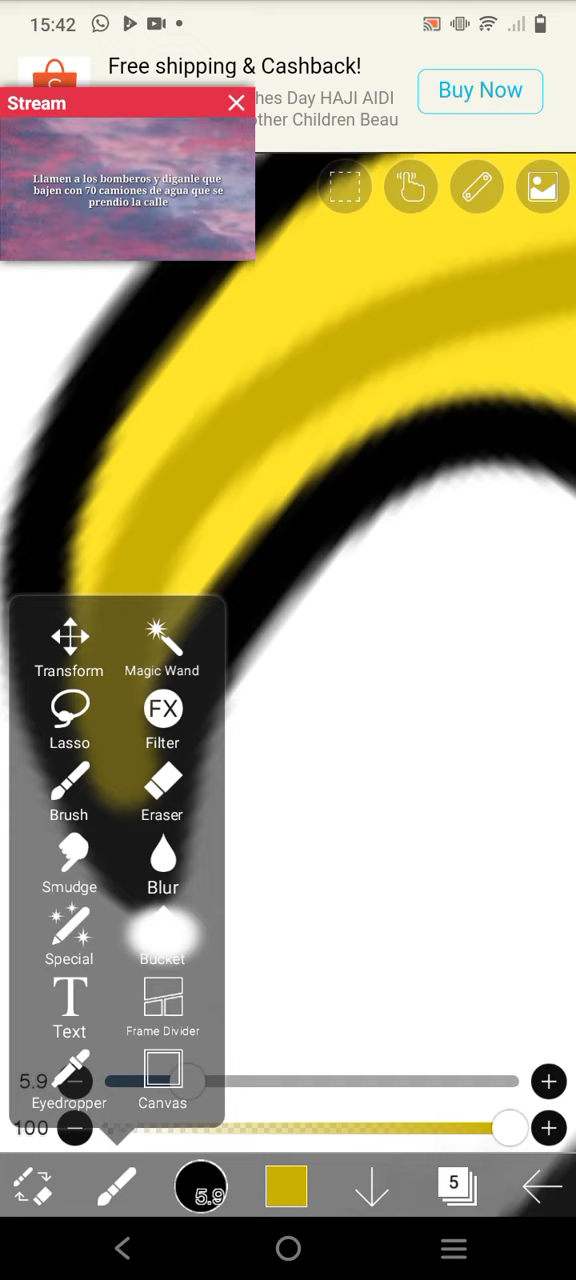 15:42
Free shipping & Cashback!
hes Day HAJI AIDI
other Children Beau
Buy Now
Stream
Llamen a los bomberos y diganle que
bajen con 70 camiones de agua que se
prendio la calle
Transform
Magic Wand
Lasso
FX
Filter
Brush
Eraser
Smudge
Blur
Special
Bucket
T
Text
Frame Divider
Eyedropper
Canvas
5.9
100
5.9
5